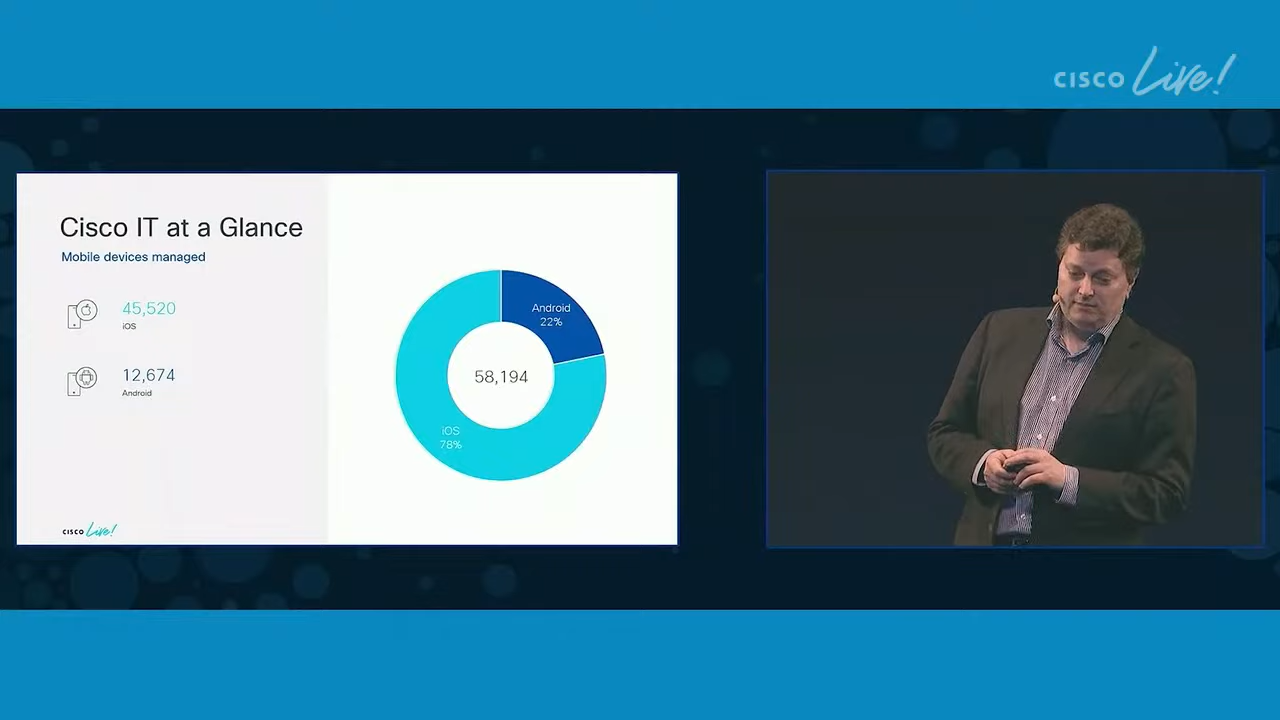 CISCO Live!
Cisco IT at a Glance
Mobile devices managed
45,520
iOS
12,674
Android
Android
22%
58,194
iOS
78%
CISCO Live!